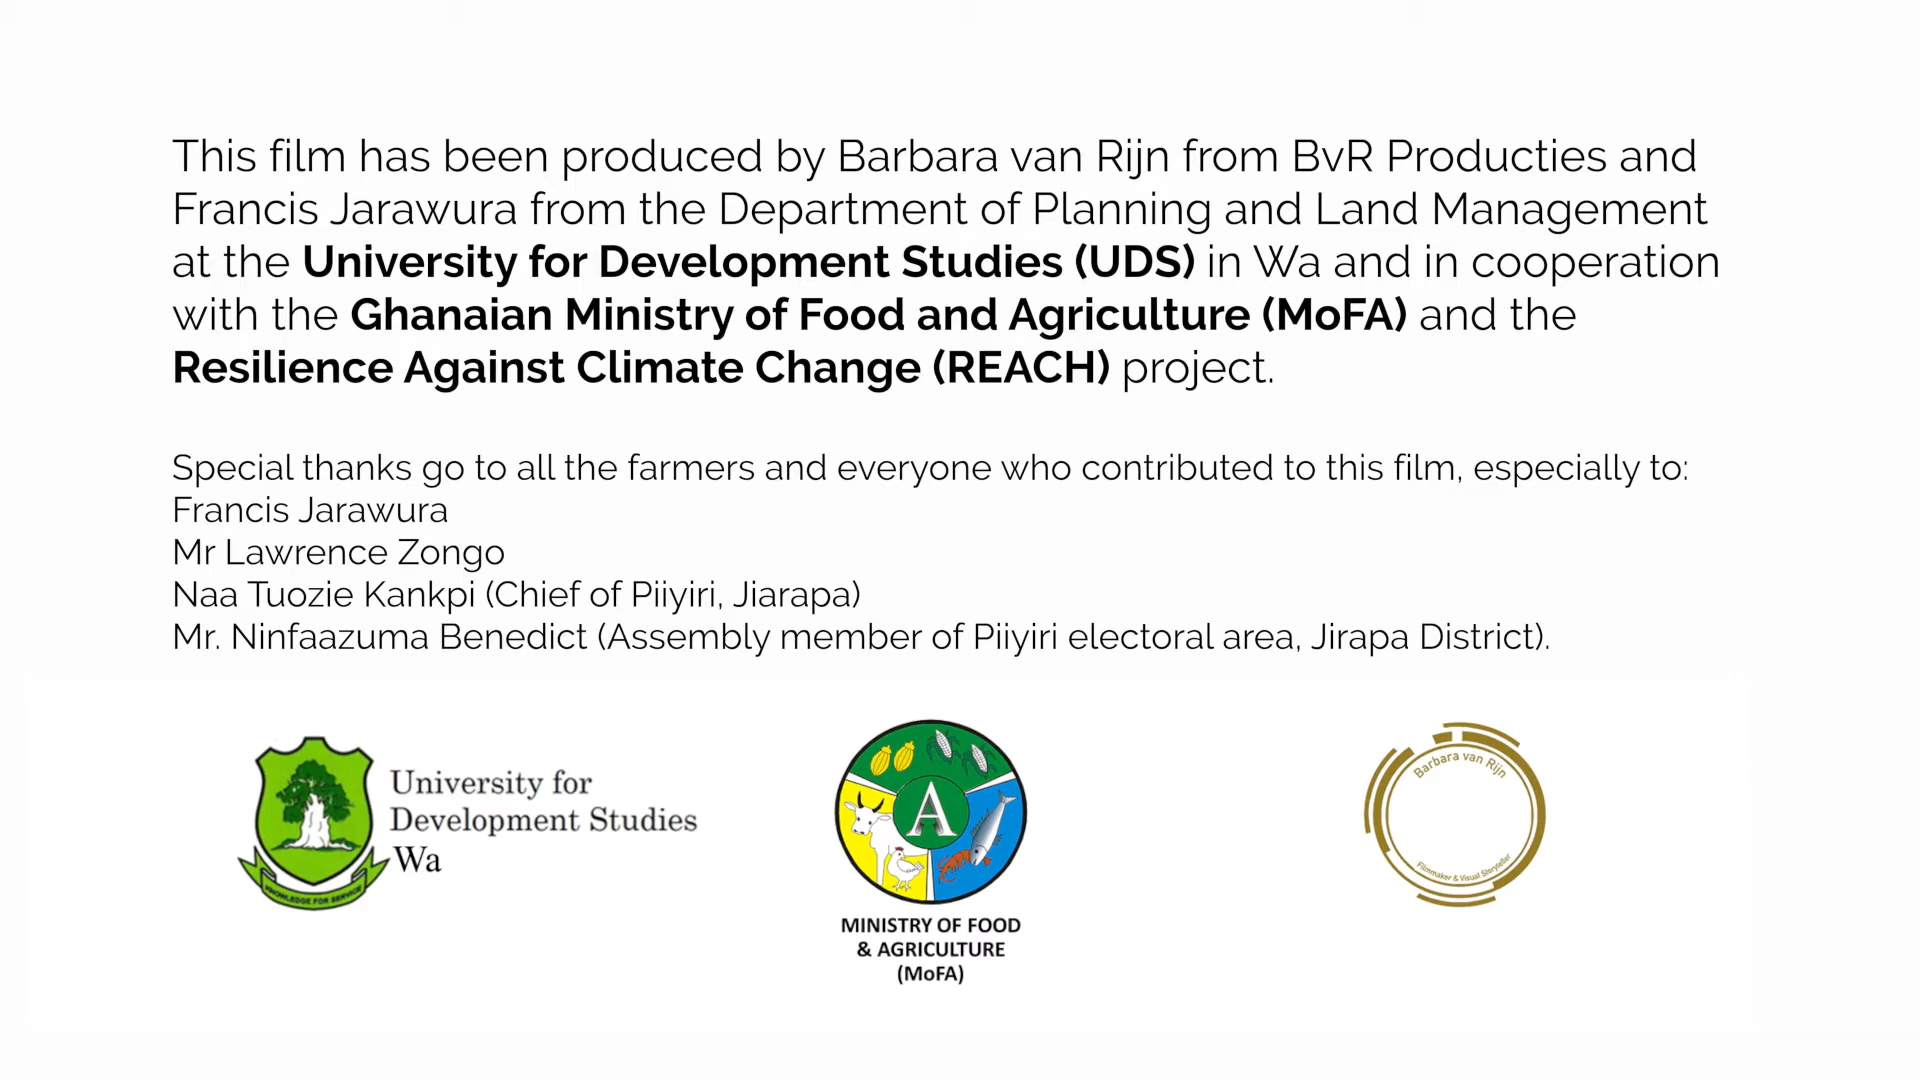 This film has been produced by Barbara van Rijn from BvR Producties and
Francis Jarawura from the Department of Planning and Land Management
at the University for Development Studies (UDS) in Wa and in cooperation
with the Ghanaian Ministry of Food and Agriculture (MoFA) and the
Resilience Against Climate Change (REACH) project.
Special thanks go to all the farmers and everyone who contributed to this film, especially to:
Francis Jarawura
Mr Lawrence Zongo
Naa Tuozie Kankpi (Chief of Piiyiri, Jiarapa)
Mr. Ninfaazuma Benedict (Assembly member of Piiyiri electoral area, Jirapa District).
University for
Development Studies
Wa
KNOWLEDGE FOR SERVICE
A
MINISTRY OF FOOD
& AGRICULTURE
(MoFA)
Barbara van Rijn
Filmmaker & Visual